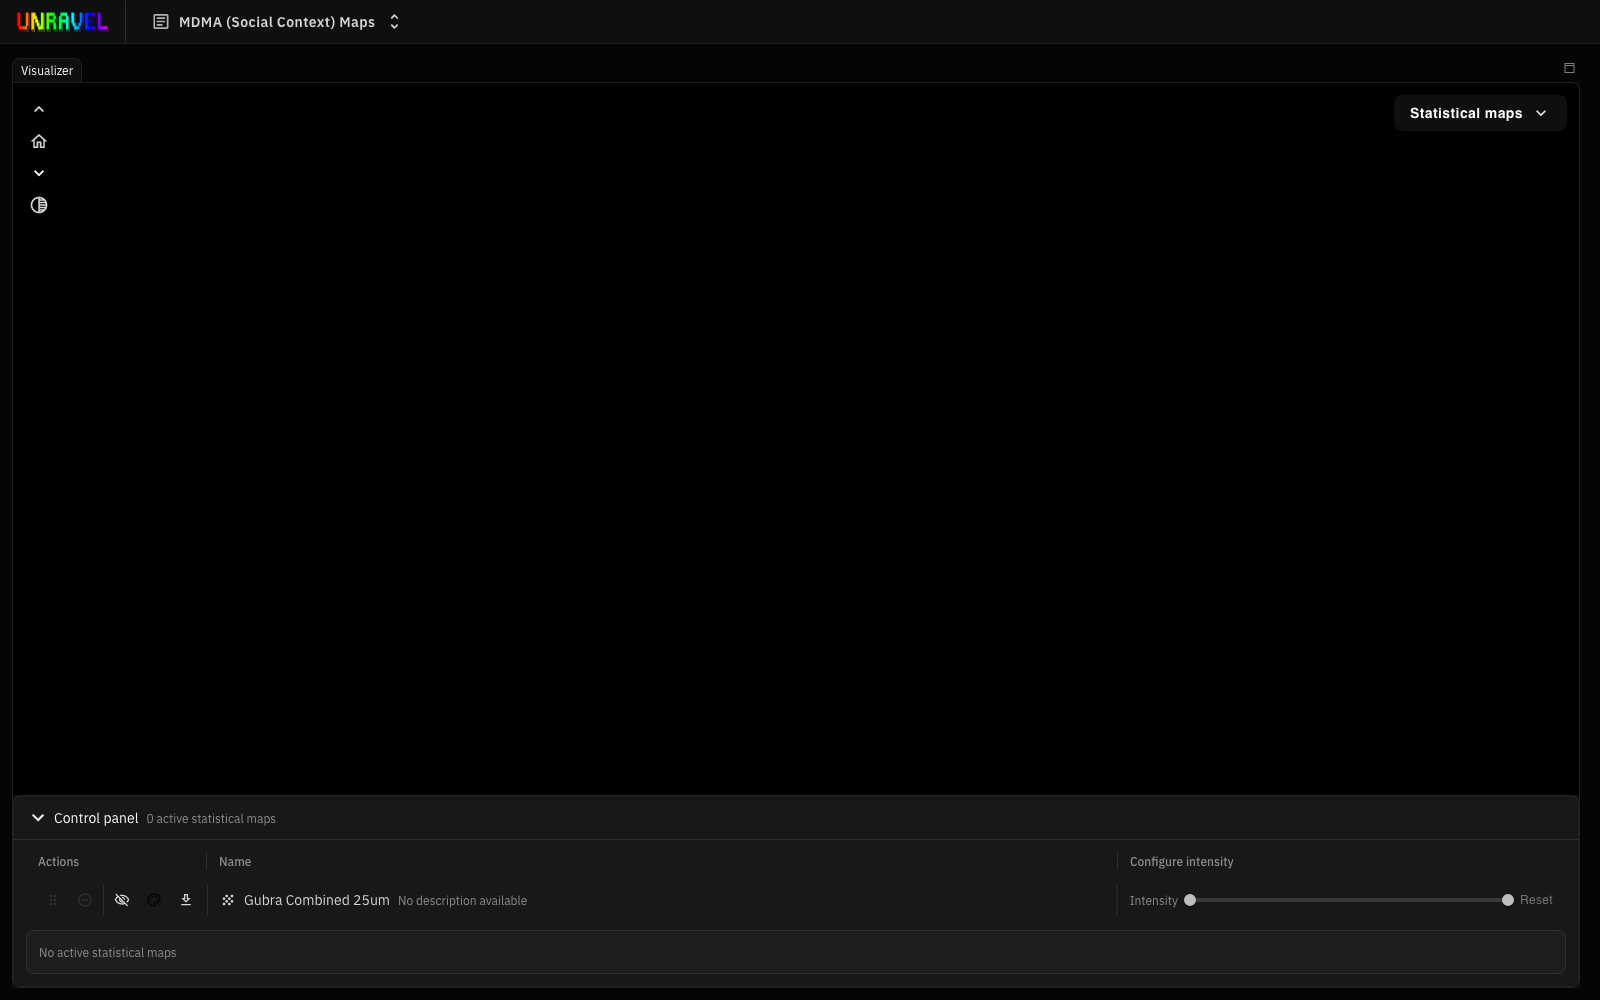 UNRAVEL
MDMA (Social Context) Maps
Visualizer
Statistical maps
Control panel 0 active statistical maps
Actions Name Configure intensity
Gubra Combined 25um No description available Intensity Reset
No active statistical maps